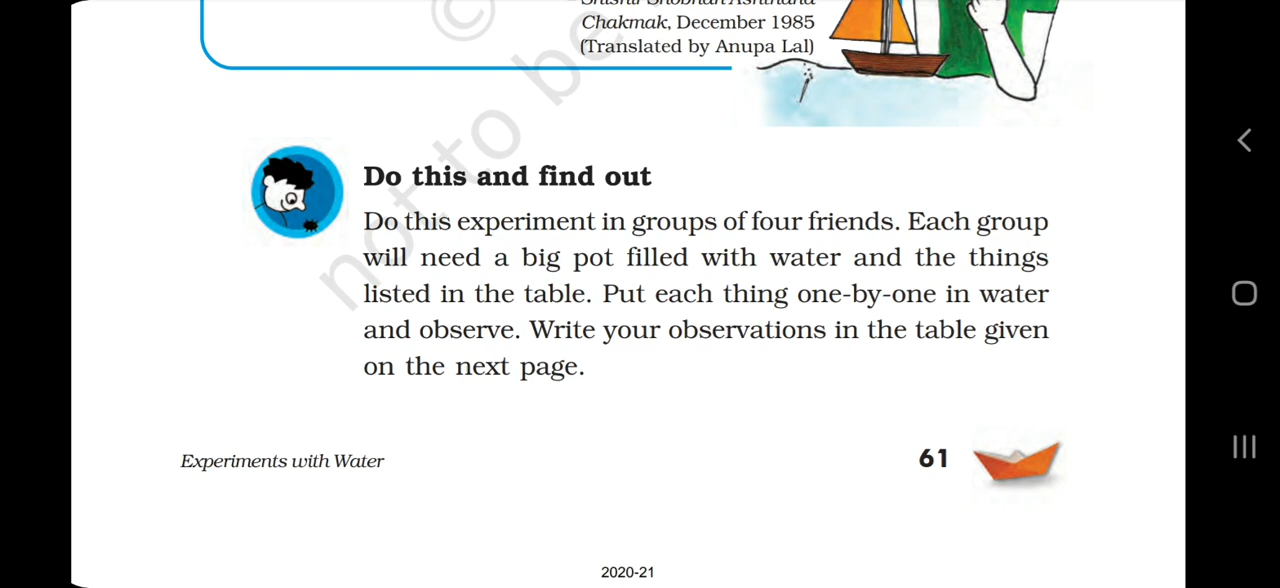 Chakmak, December 1985
(Translated by Anupa Lal)
©
not to be
Do this and find out
Do this experiment in groups of four friends. Each group
will need a big pot filled with water and the things
listed in the table. Put each thing one-by-one in water
and observe. Write your observations in the table given
on the next page.
Experiments with Water
61
2020-21